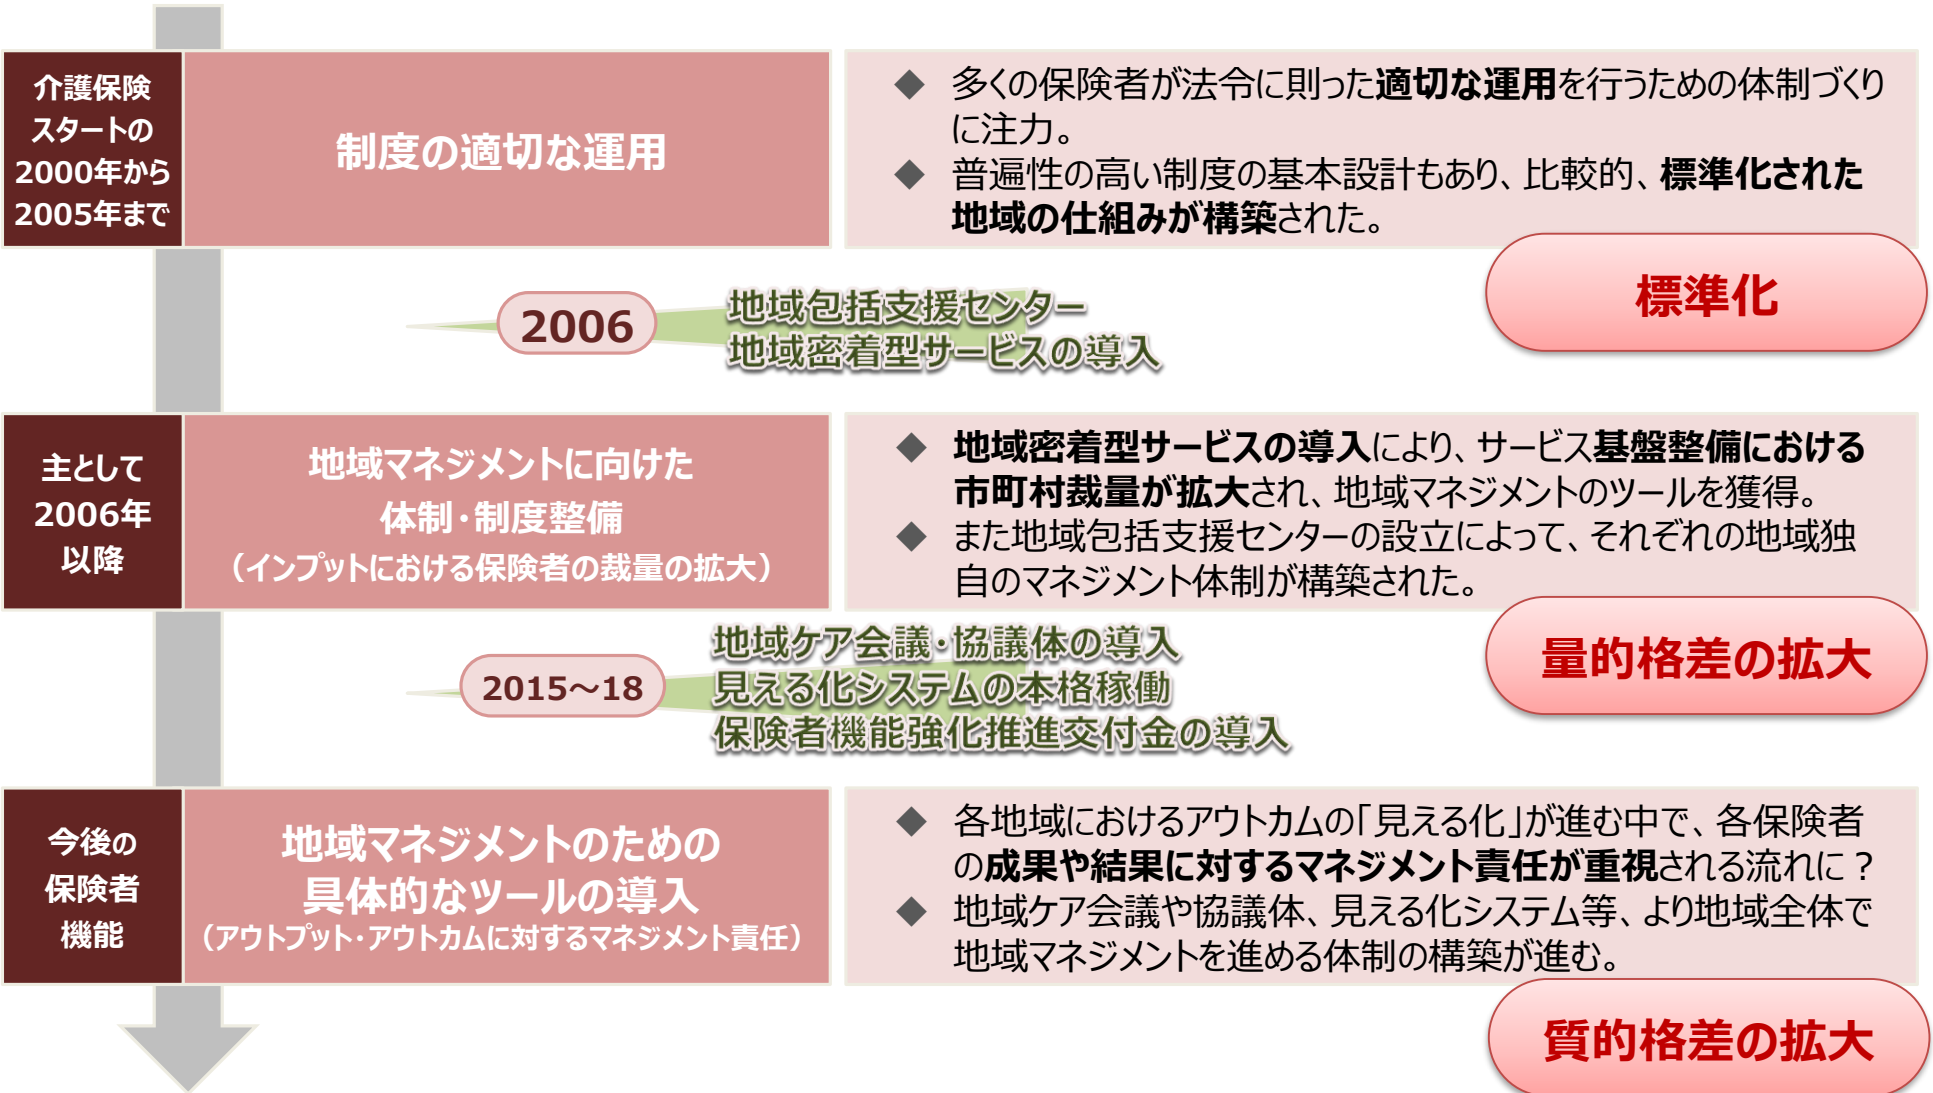 介護保険
スタートの
2000年から
2005年まで
制度の適切な運用
◆ 多くの保険者が法令に則った適切な運用を行うための体制づくり
に注力。
◆ 普遍性の高い制度の基本設計もあり、比較的、標準化された
地域の仕組みが構築された。
標準化
2006
地域包括支援センター
地域密着型サービスの導入
主として
2006年
以降
地域マネジメントに向けた
体制・制度整備
（インプットにおける保険者の裁量の拡大）
◆ 地域密着型サービスの導入により、サービス基盤整備における
市町村裁量が拡大され、地域マネジメントのツールを獲得。
◆ また地域包括支援センターの設立によって、それぞれの地域独
自のマネジメント体制が構築された。
量的格差の拡大
2015～18
地域ケア会議・協議体の導入
見える化システムの本格稼働
保険者機能強化推進交付金の導入
今後の
保険者
機能
地域マネジメントのための
具体的なツールの導入
（アウトプット・アウトカムに対するマネジメント責任）
◆ 各地域におけるアウトカムの「見える化」が進む中で、各保険者
の成果や結果に対するマネジメント責任が重視される流れに？
◆ 地域ケア会議や協議体、見える化システム等、より地域全体で
地域マネジメントを進める体制の構築が進む。
質的格差の拡大